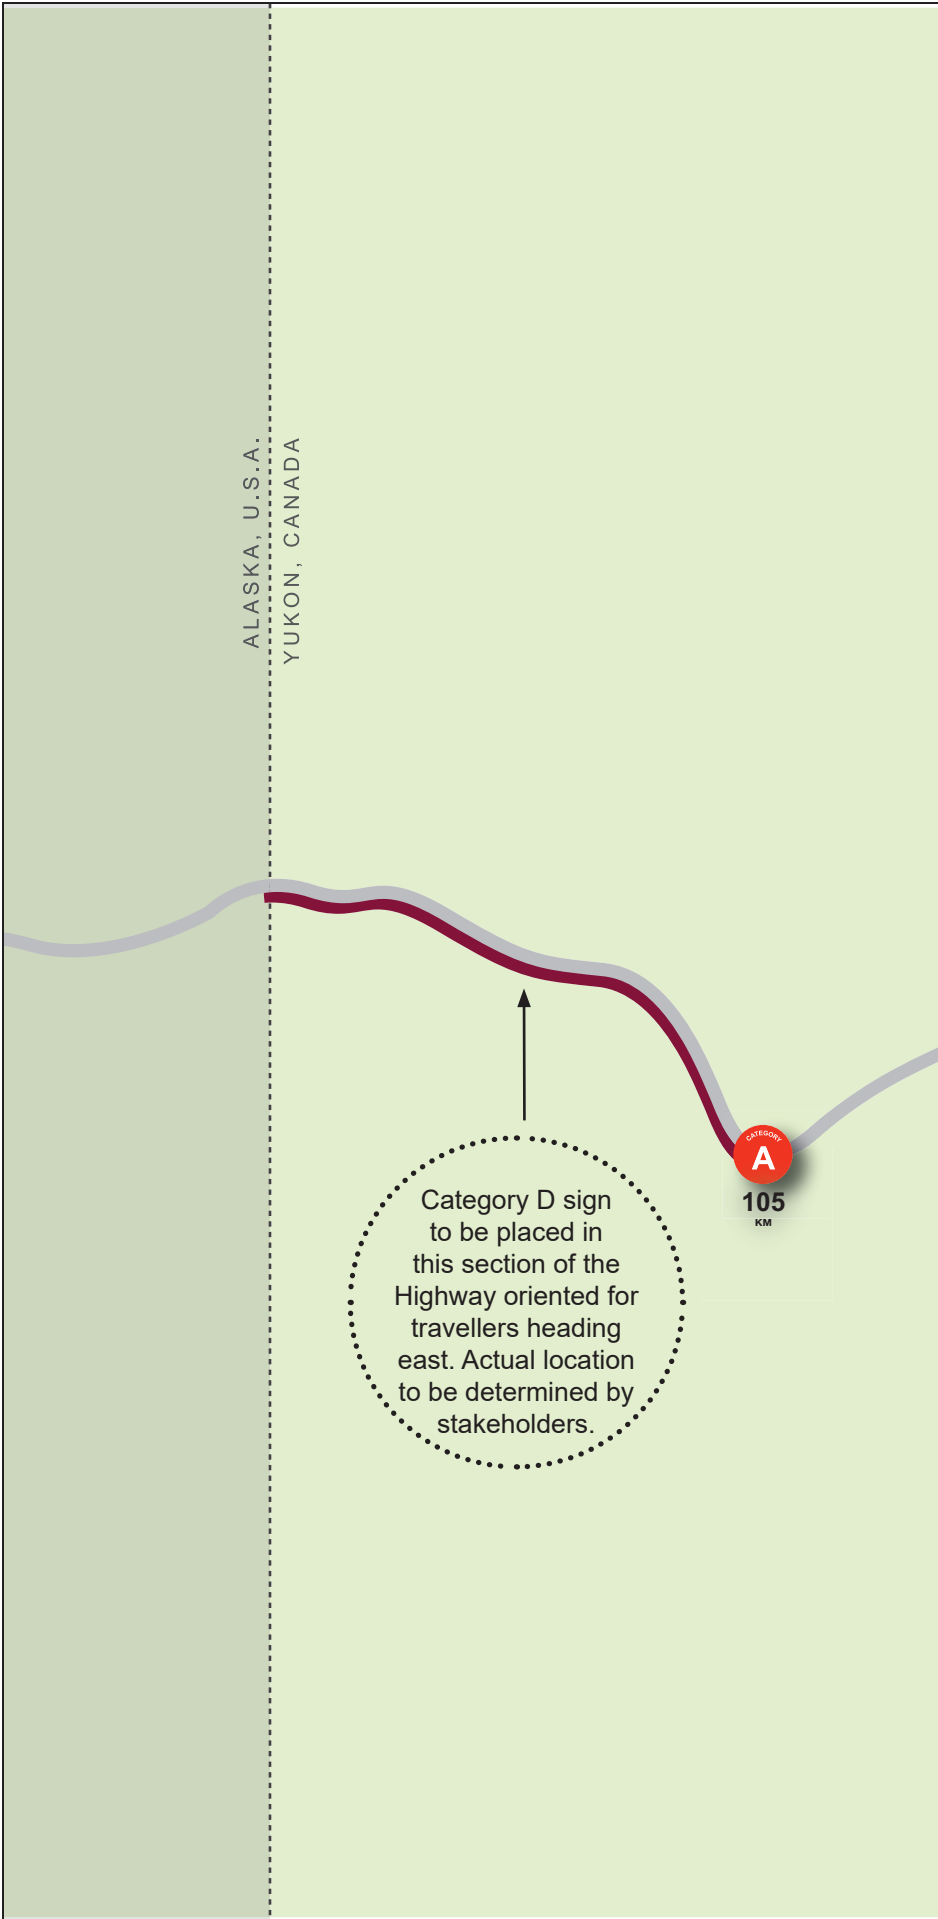 ALASKA, U.S.A.
YUKON, CANADA
CATEGORY
A
105
KM
Category D sign
to be placed in
this section of the
Highway oriented for
travellers heading
east. Actual location
to be determined by
stakeholders.